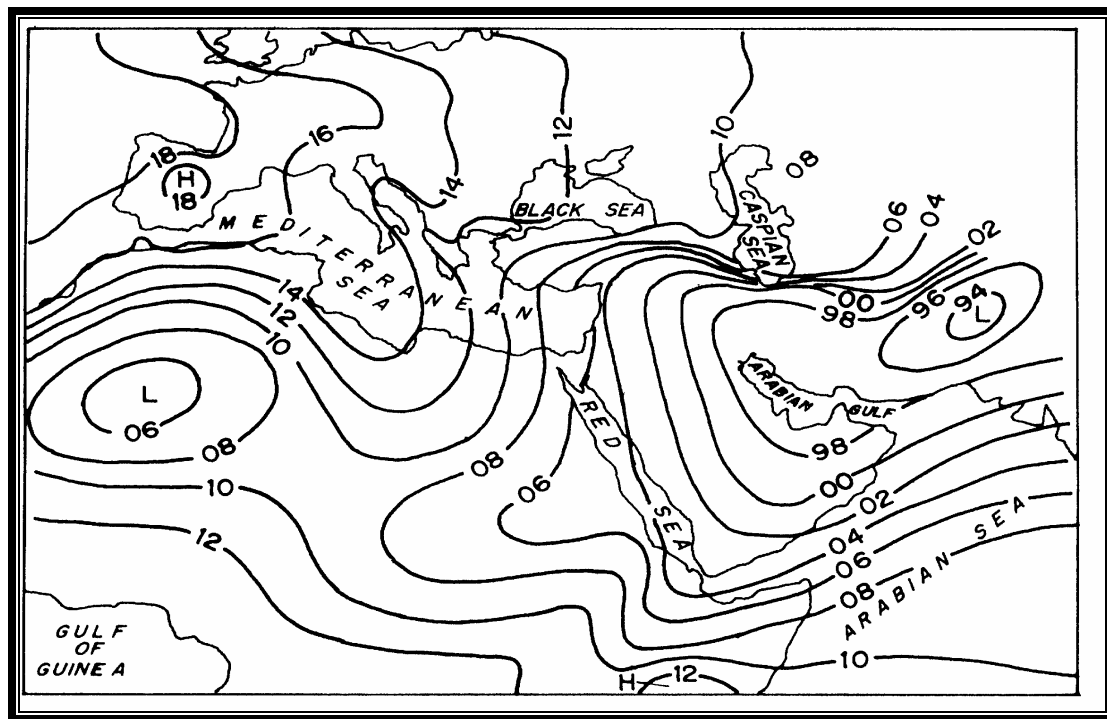 12
10
16
18
08
H
18
14
BLACK SEA
CASPIAN
SEA
06
04
02
MEDITERRANEAN
SEA
14
12
10
00
98
96
94
L
ARABIAN
GULF
L
06
08
10
12
RED
SEA
08
06
98
00
02
04
06
08
10
ARABIAN SEA
GULF
OF
GUINEA
H
12